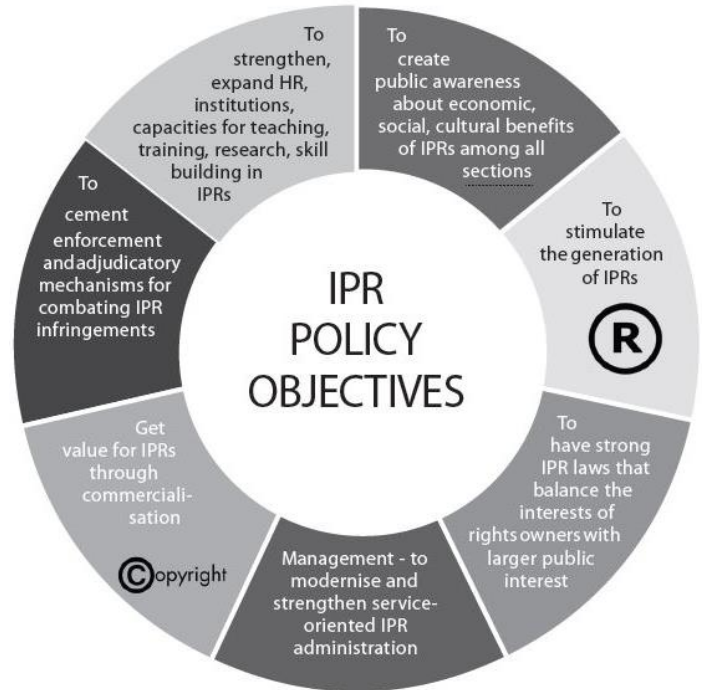 IPR
POLICY
OBJECTIVES
To
create
public awareness
about economic,
social, cultural benefits
of IPRs among all
sections
To
stimulate
the generation
of IPRs
R
To
have strong
IPR laws that
balance the
interests of
rights owners with
larger public
interest
Management - to
modernise and
strengthen service-
oriented IPR
administration
Get
value for IPRs
through
commerciali-
sation
Copyright
To
cement
enforcement
and adjudicatory
mechanisms for
combating IPR
infringements
To
strengthen,
expand HR,
institutions,
capacities for teaching,
training, research, skill
building in
IPRs